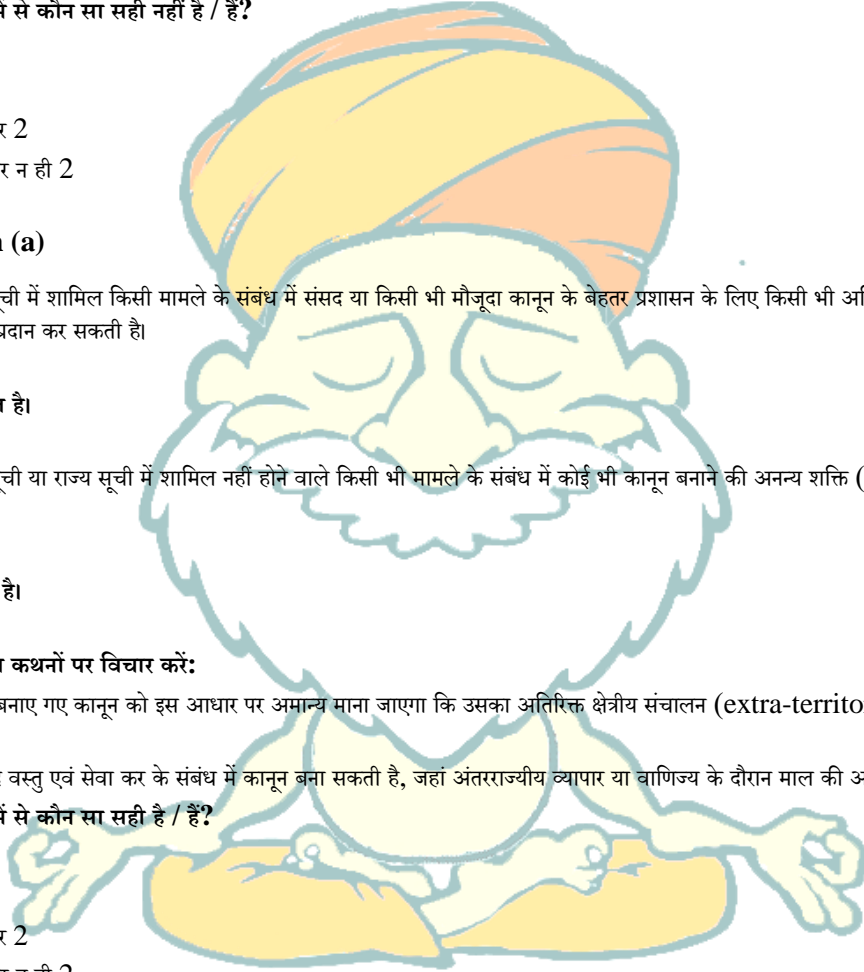 में से कौन सा सही नहीं है / हैं?
र 2
र न ही 2
(a)
ची में शामिल किसी मामले के संबंध में संसद या किसी भी मौजूदा कानून के बेहतर प्रशासन के लिए किसी भी
प्रदान कर सकती है।
है।
ची या राज्य सूची में शामिल नहीं होने वाले किसी भी मामले के संबंध में कोई भी कानून बनाने की अनन्य शक्ति (
है।
कथनों पर विचार करें:
बनाए गए कानून को इस आधार पर अमान्य माना जाएगा कि उसका अतिरिक्त क्षेत्रीय संचालन (extra-territo
वस्तु एवं सेवा कर के संबंध में कानून बना सकती है, जहां अंतरराज्यीय व्यापार या वाणिज्य के दौरान माल की
में से कौन सा सही है / हैं?
र 2